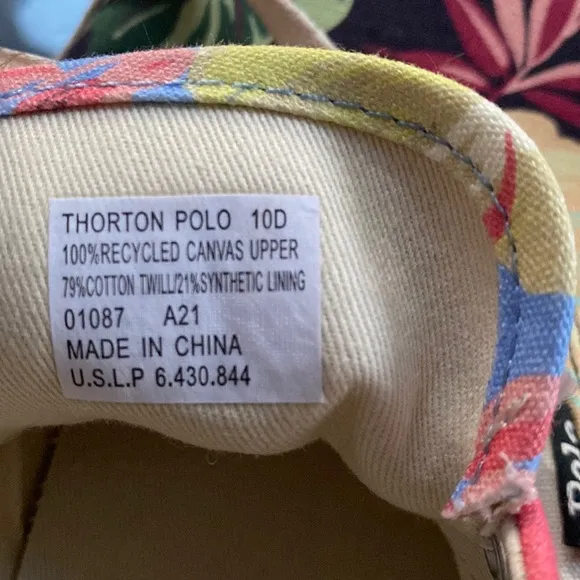 THORTON POLO 10D
100%RECYCLED CANVAS UPPER
79%COTTON TWILL/21%SYNTHETIC LINING
01087 A21
MADE IN CHINA
U.S.L.P 6.430.844